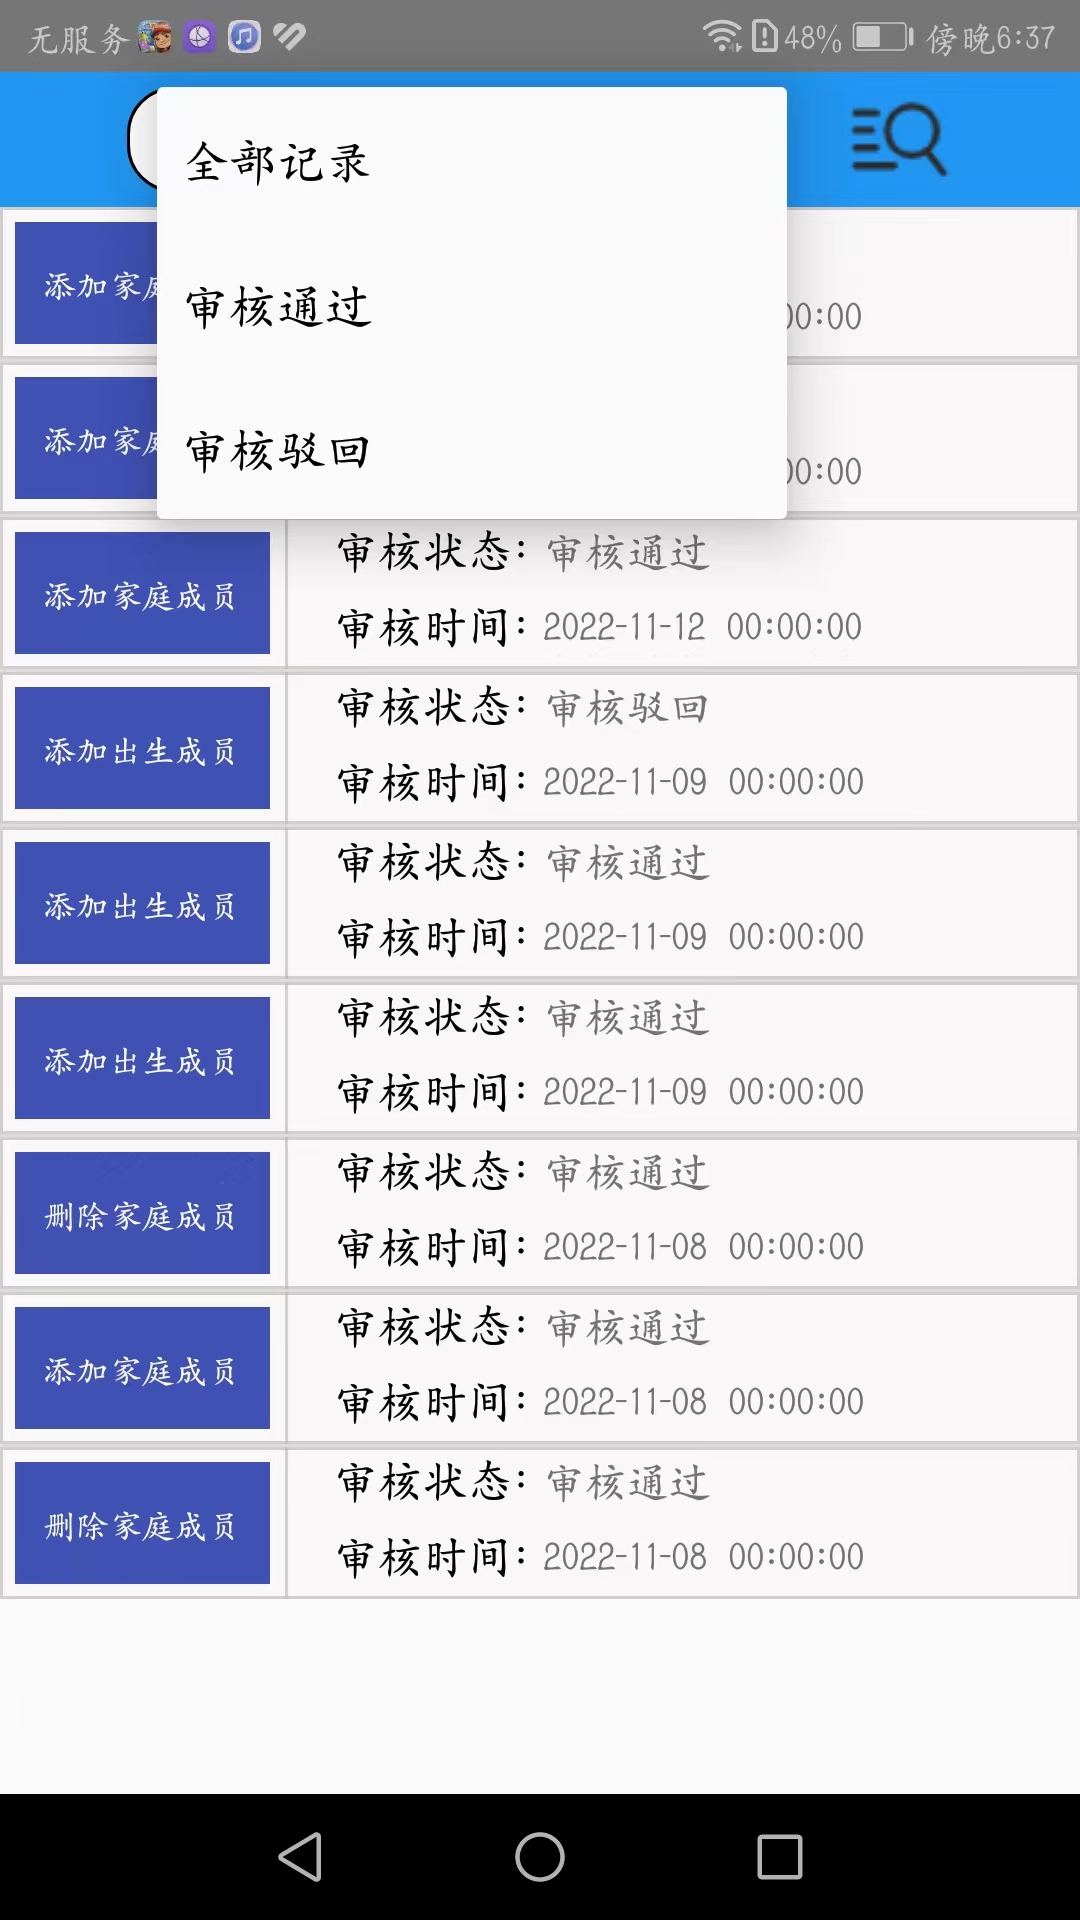 无服务
48%
傍晚6:37
全部记录
审核通过
审核驳回
添加家
00:00
添加家
00:00
添加家庭成员
审核状态：审核通过
审核时间：2022-11-12 00:00:00
添加出生成员
审核状态：审核驳回
审核时间：2022-11-09 00:00:00
添加出生成员
审核状态：审核通过
审核时间：2022-11-09 00:00:00
添加出生成员
审核状态：审核通过
审核时间：2022-11-09 00:00:00
删除家庭成员
审核状态：审核通过
审核时间：2022-11-08 00:00:00
添加家庭成员
审核状态：审核通过
审核时间：2022-11-08 00:00:00
删除家庭成员
审核状态：审核通过
审核时间：2022-11-08 00:00:00